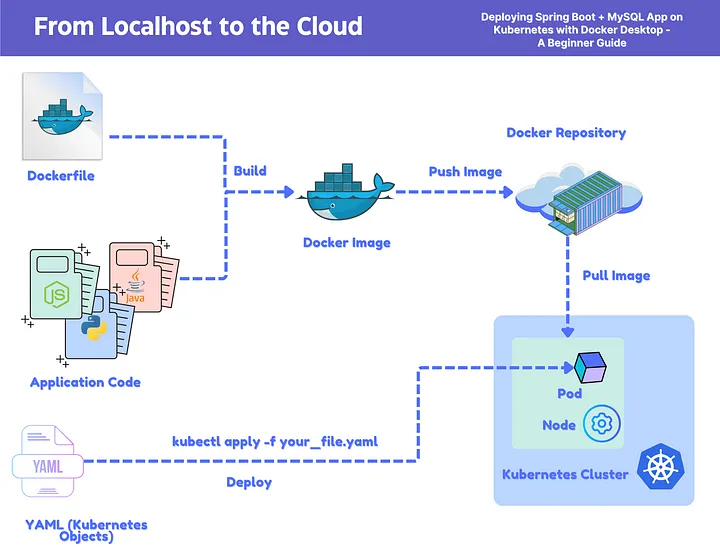 From Localhost to the Cloud
Deploying Spring Boot + MySQL App on
Kubernetes with Docker Desktop -
A Beginner Guide
Docker Repository
Dockerfile
Build
Push Image
Docker Image
Pull Image
JS
Java
Application Code
Pod
Node
kubectl apply -f your_file.yaml
YAML
Kubernetes Cluster
Deploy
YAML (Kubernetes
Objects)